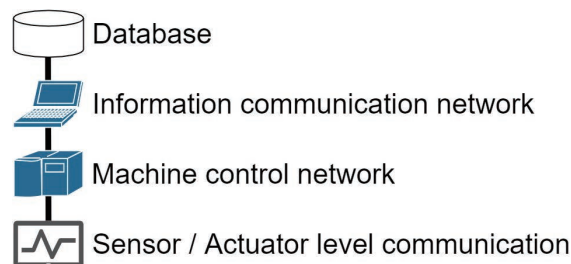 Database
Information communication network
Machine control network
Sensor / Actuator level communication